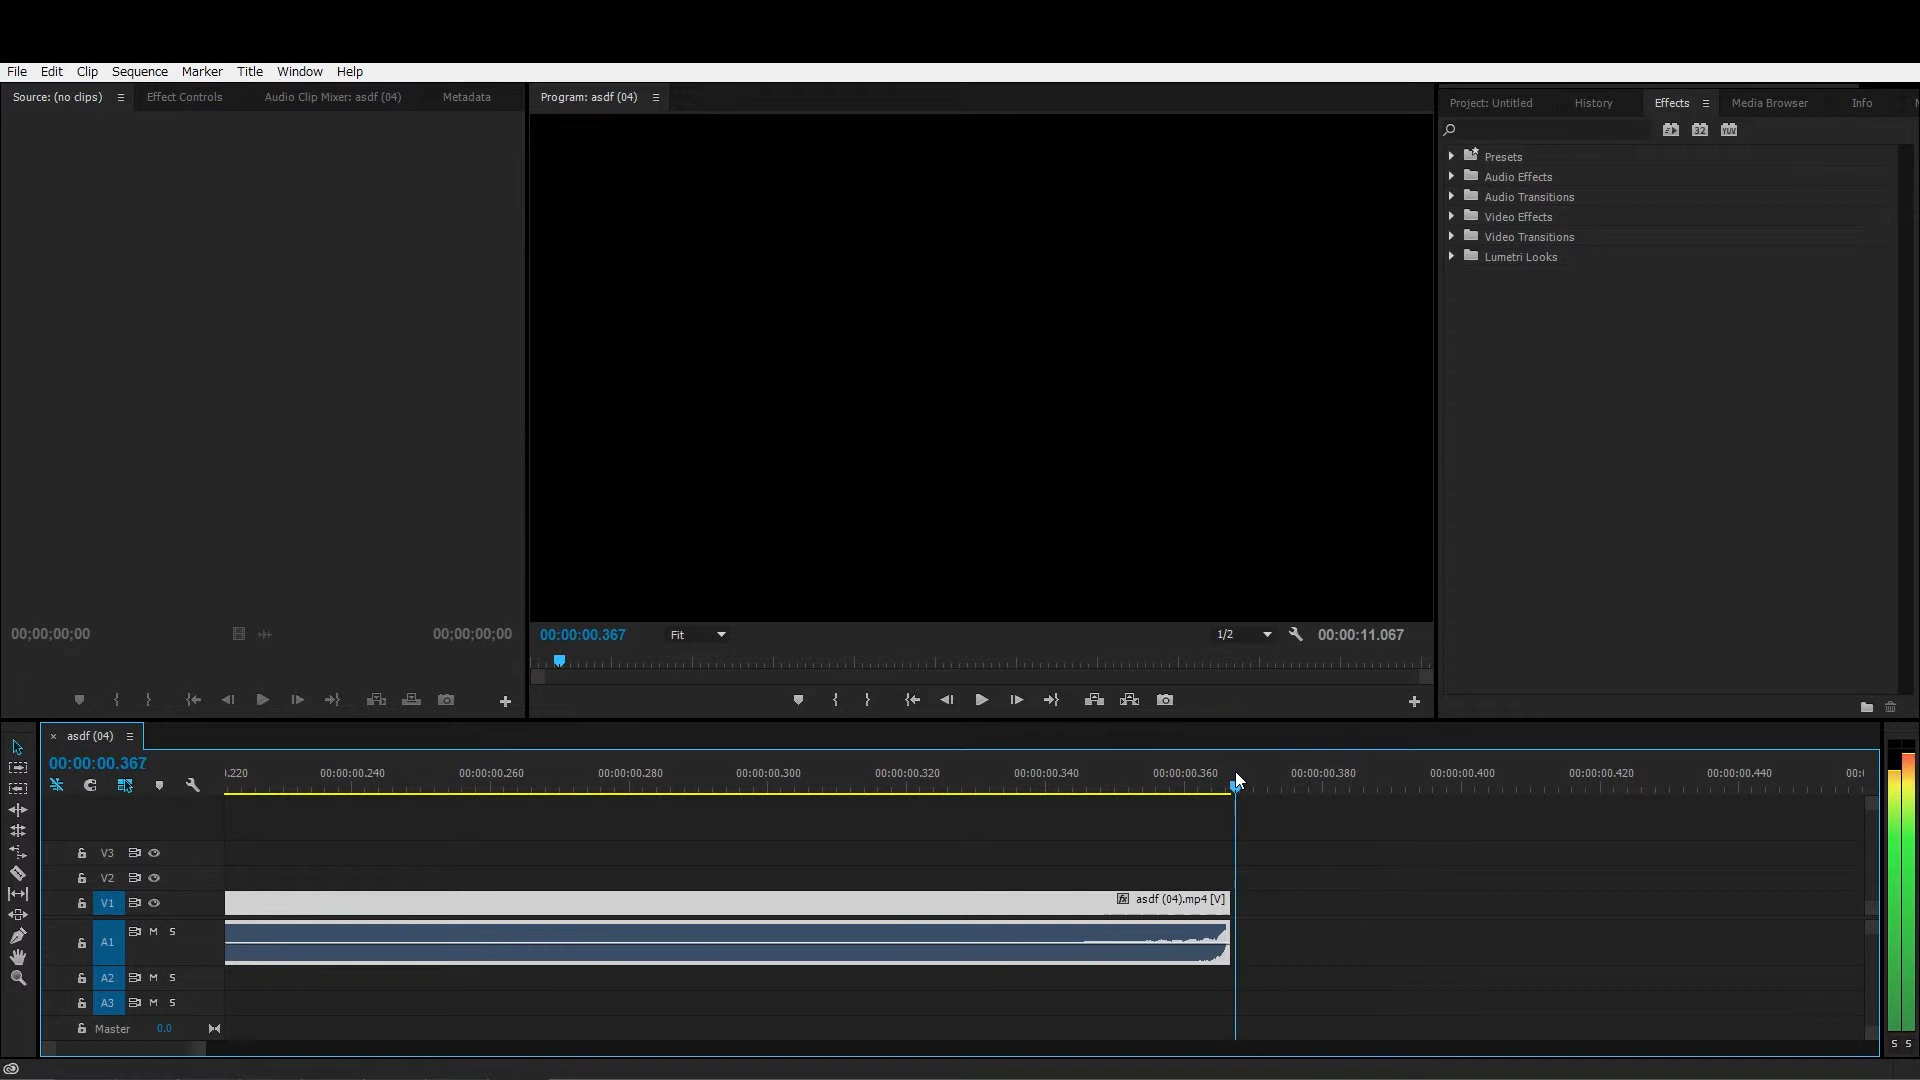 File Edit Clip Sequence Marker Title Window Help
Source: (no clips) Effect Controls Audio Clip Mixer: asdf (04) Metadata
Program: asdf (04)
Project: Untitled History Effects Media Browser Info
32 YUV
Presets
Audio Effects
Audio Transitions
Video Effects
Video Transitions
Lumetri Looks
00;00;00;00 00;00;00;00
00:00:00.367 Fit 1/2 00:00:11.067
× asdf (04)
00:00:00.367
.220 00:00:00.240 00:00:00.260 00:00:00.280 00:00:00.300 00:00:00.320 00:00:00.340 00:00:00.360 00:00:00.380 00:00:00.400 00:00:00.420 00:00:00.440 00:
V3
V2
V1 fx asdf (04).mp4 [V]
A1 M S
A2 M S
A3 M S
Master 0.0
S S